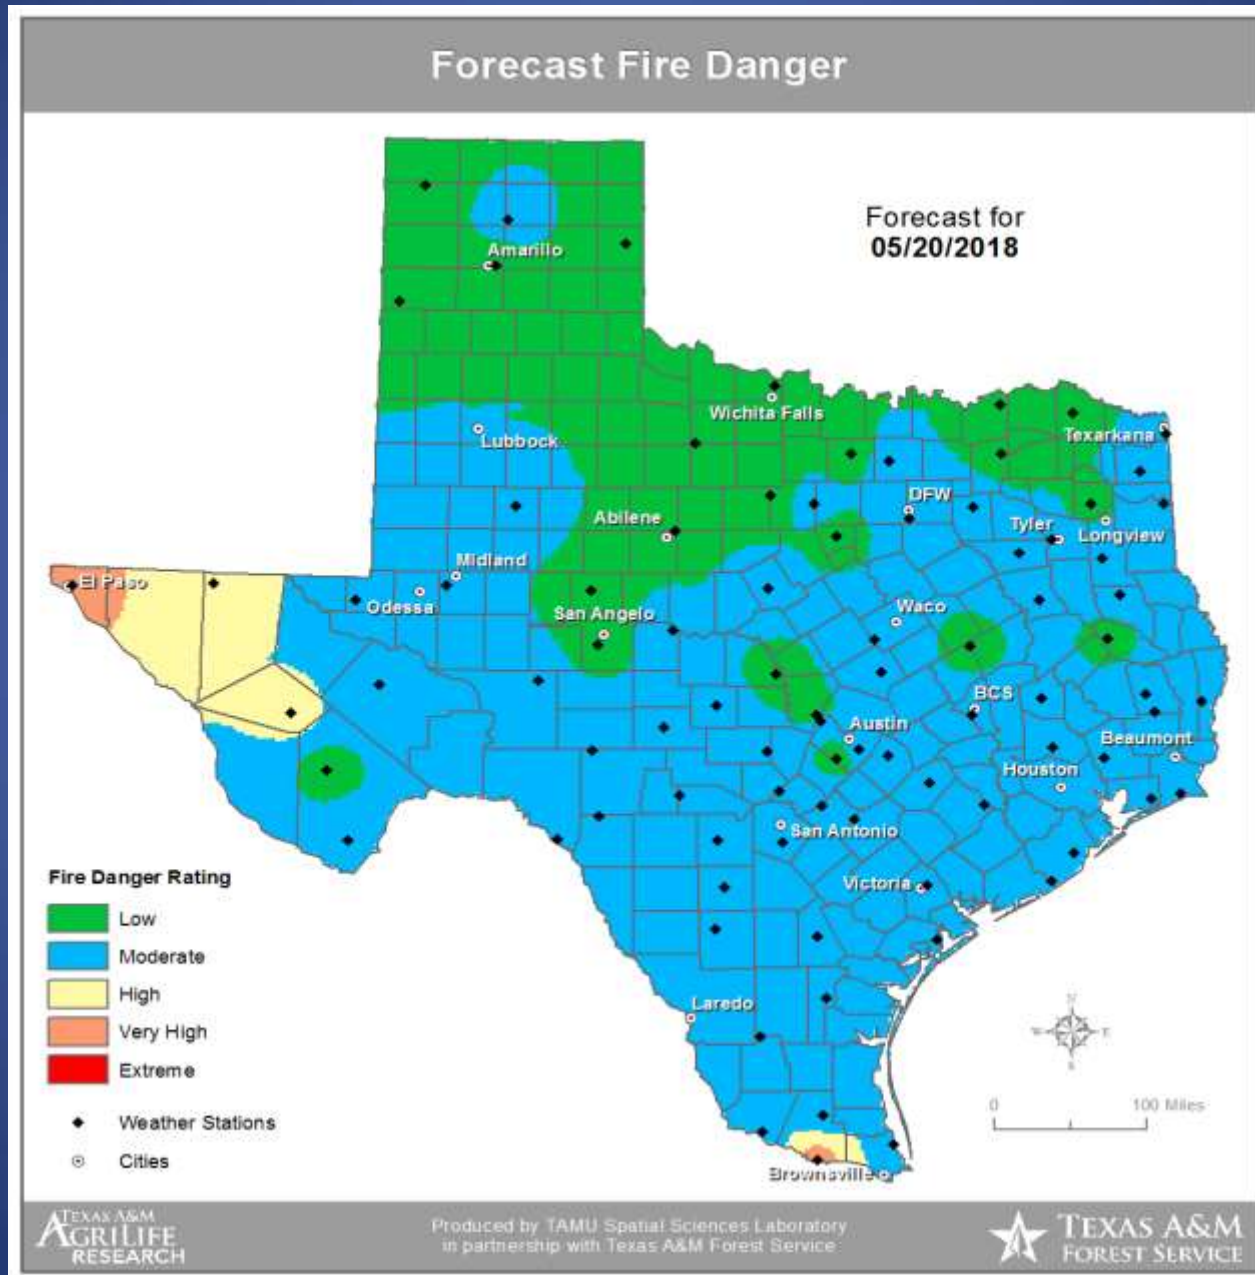 Forecast Fire Danger
Forecast for
05/20/2018
Amarillo
Wichita Falls
Lubbock
Texarkana
DFW
Abilene
Tyler
Longview
Midland
El Paso
Odessa
San Angelo
Waco
BCS
Austin
Beaumont
Houston
San Antonio
Victoria
Laredo
Brownsville
Fire Danger Rating
Low
Moderate
High
Very High
Extreme
Weather Stations
Cities
N
W
E
S
0
100 Miles
TEXAS A&M
AGRILIFE
RESEARCH
Produced by TAMU Spatial Sciences Laboratory
in partnership with Texas A&M Forest Service
TEXAS A&M
FOREST SERVICE